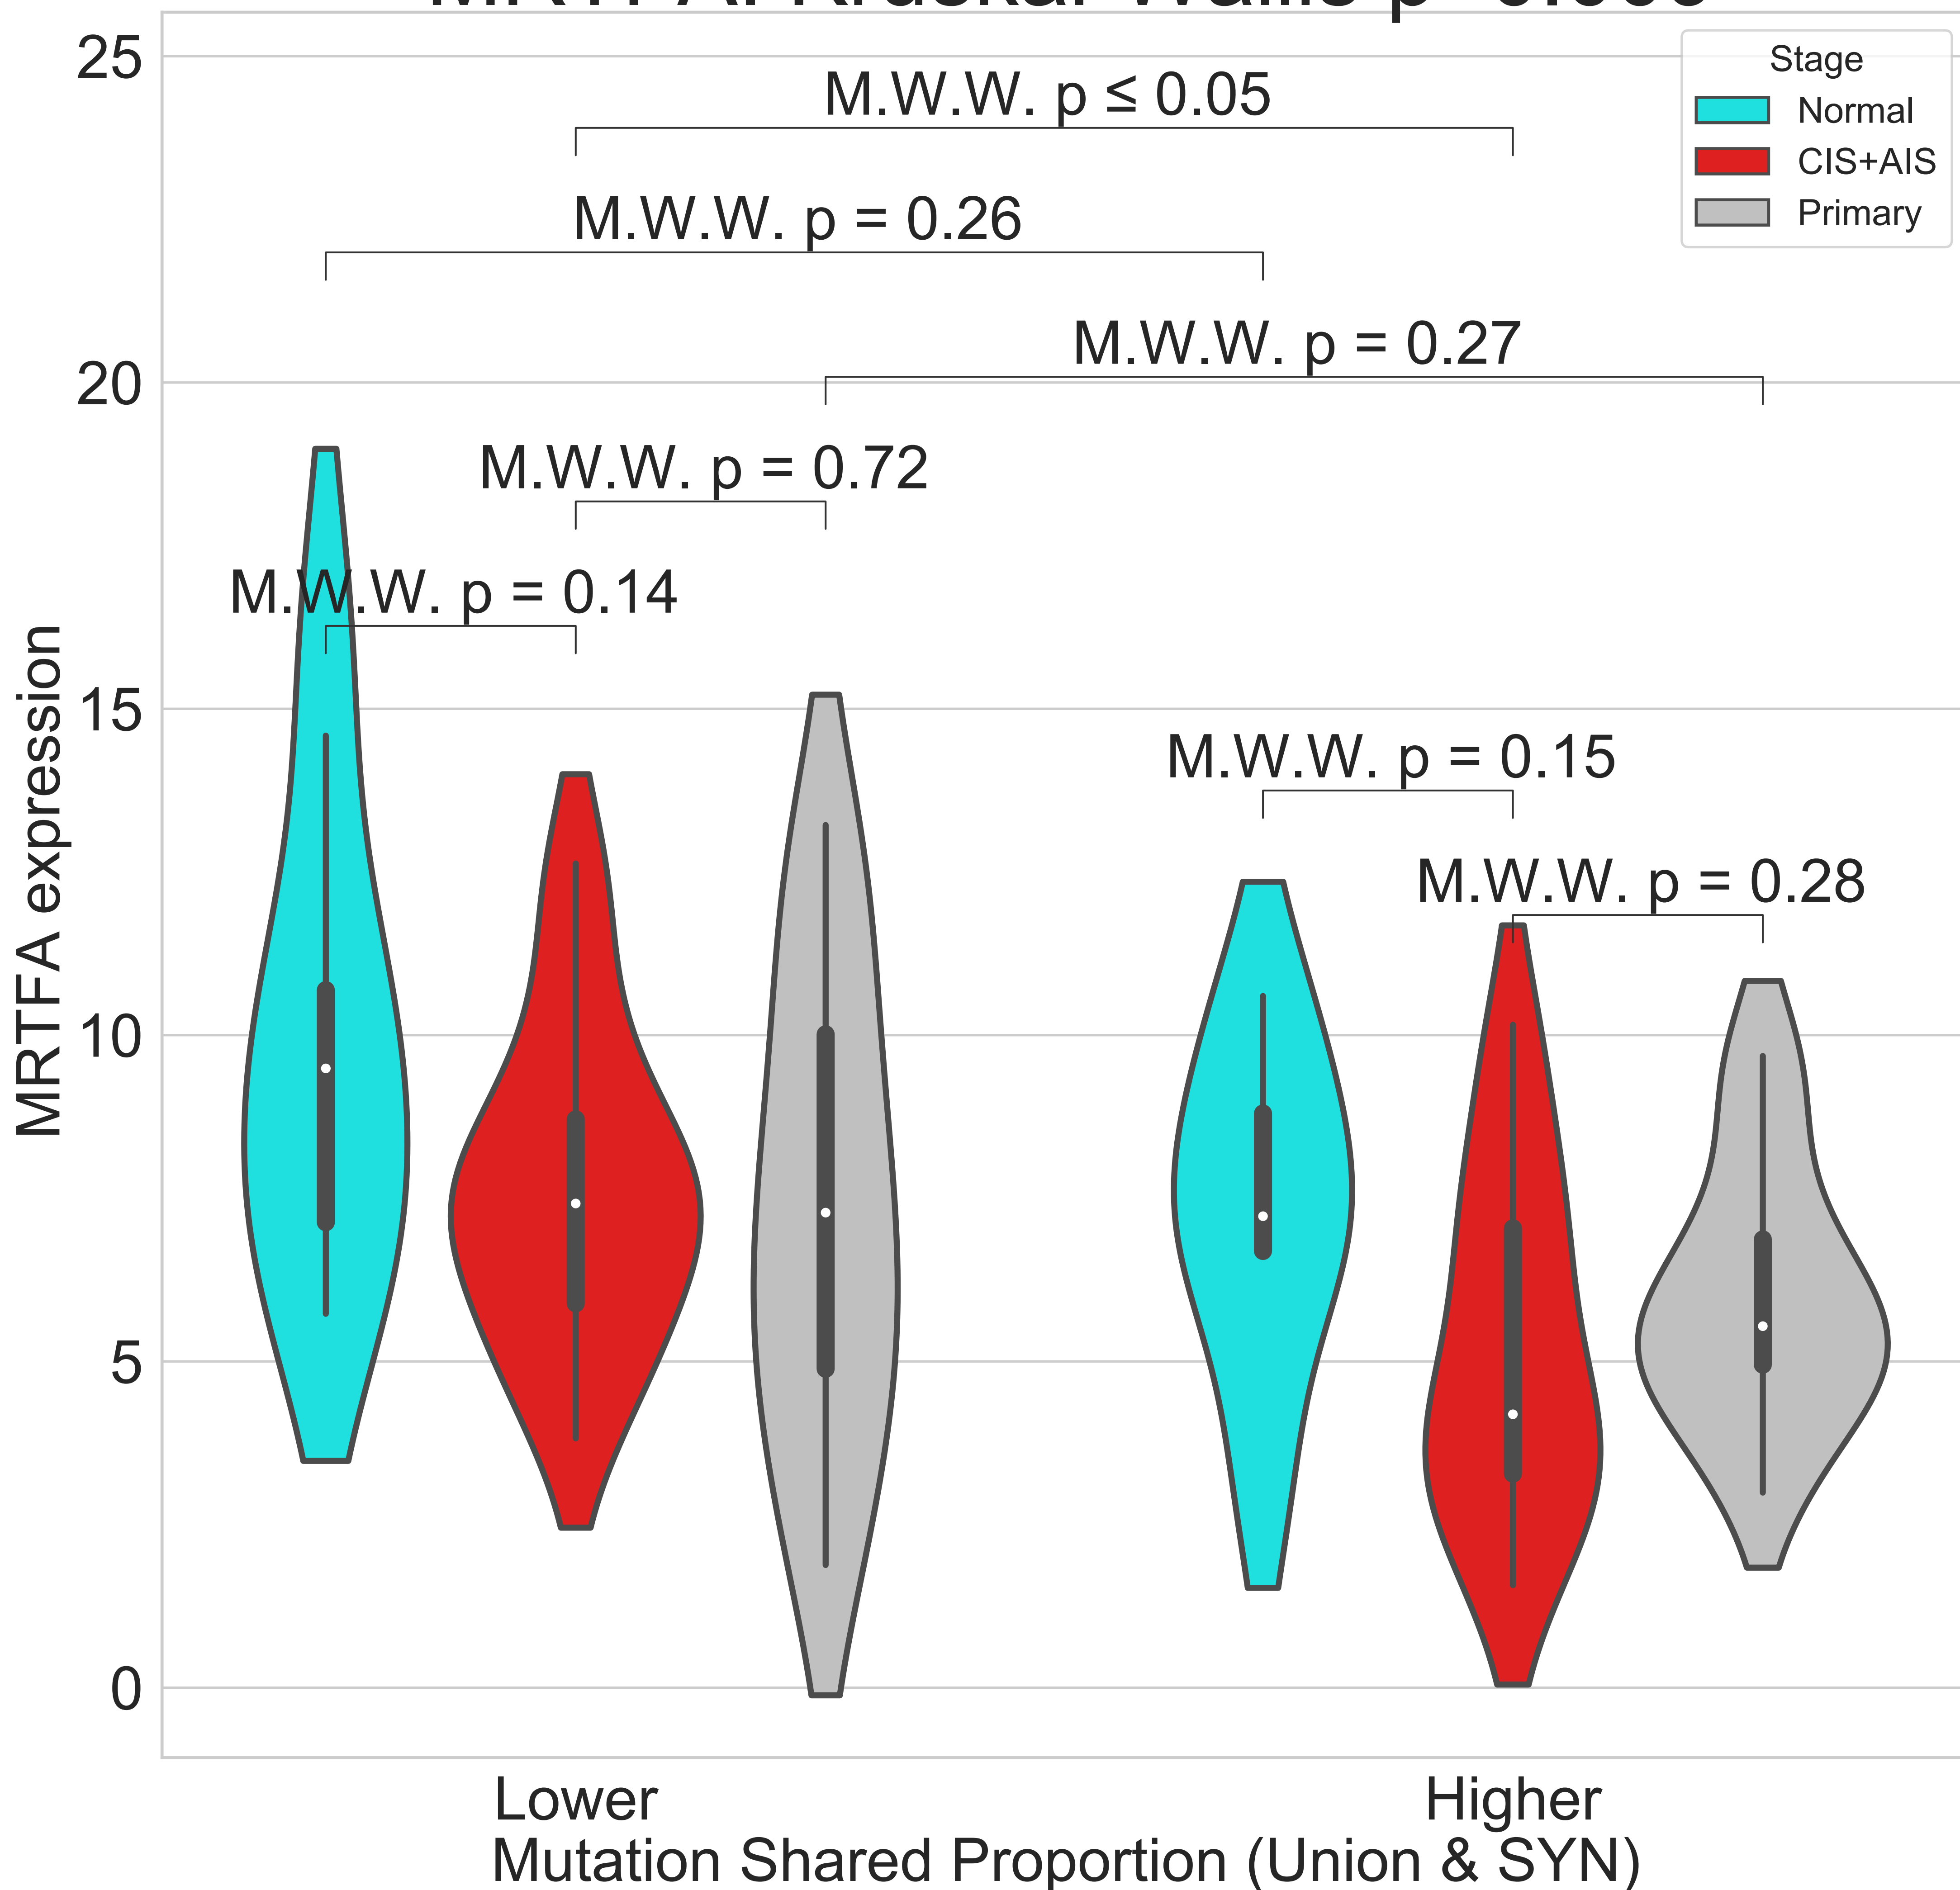 25
Stage
Normal
CIS+AIS
Primary
M.W.W. p ≤ 0.05
M.W.W. p = 0.26
M.W.W. p = 0.27
20
M.W.W. p = 0.72
M.W.W. p = 0.14
15
M.W.W. p = 0.15
M.W.W. p = 0.28
MRTFA expression
10
5
0
Lower
Higher
Mutation Shared Proportion (Union & SYN)